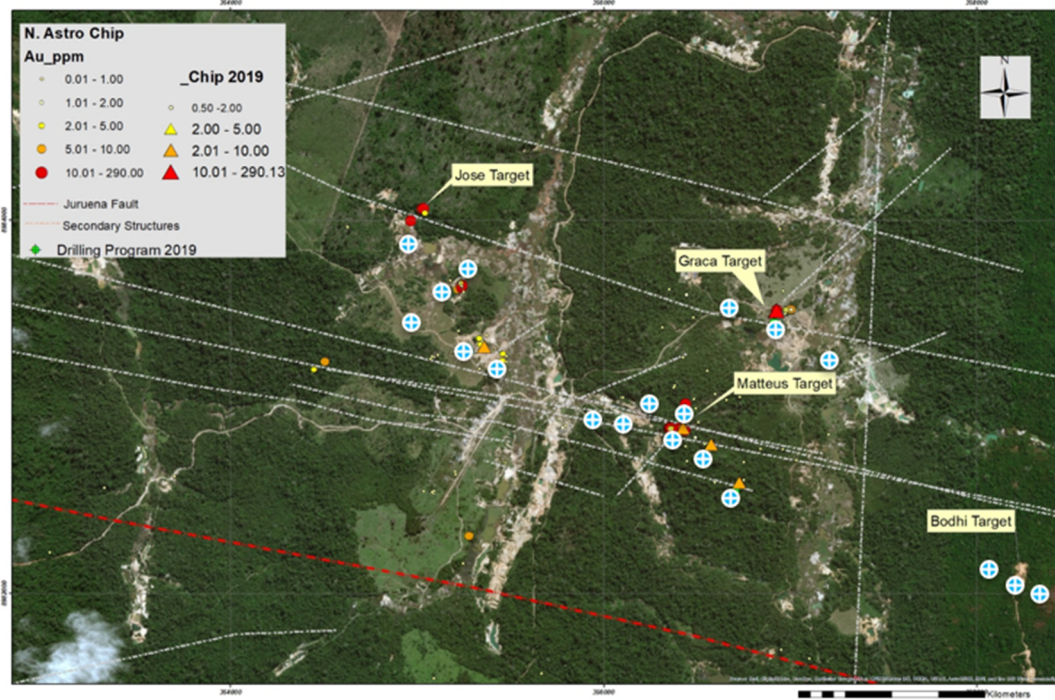 N. Astro Chip
Au_ppm
0.01 - 1.00
1.01 - 2.00
2.01 - 5.00
5.01 - 10.00
10.01 - 290.00
_Chip 2019
0.50 -2.00
2.00 - 5.00
2.01 - 10.00
10.01 - 290.13
Juruena Fault
Secondary Structures
Drilling Program 2019
N
Jose Target
Graca Target
Matteus Target
Bodhi Target
Kilometers